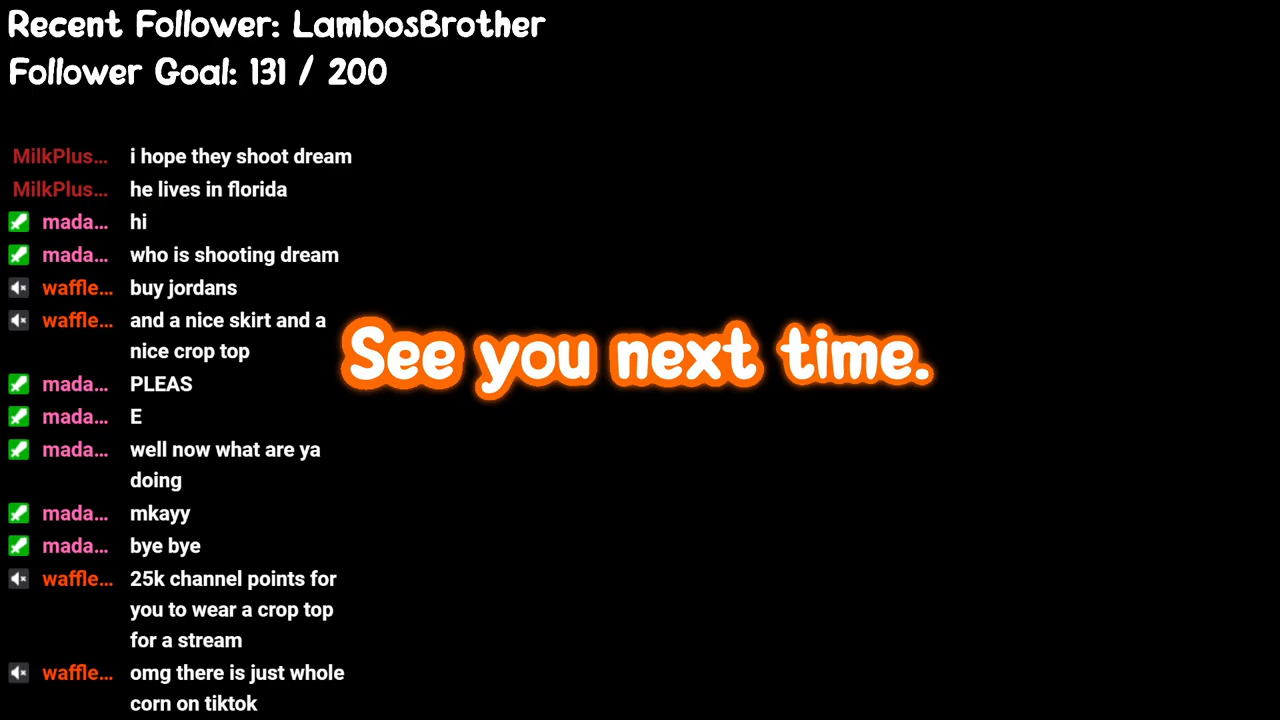 Recent Follower: LambosBrother
Follower Goal: 131 / 200
MilkPlus... i hope they shoot dream
MilkPlus... he lives in florida
mada... hi
mada... who is shooting dream
waffle... buy jordans
waffle... and a nice skirt and a
nice crop top
See you next time.
mada... PLEAS
mada... E
mada... well now what are ya
doing
mada... mkayy
mada... bye bye
waffle... 25k channel points for
you to wear a crop top
for a stream
waffle... omg there is just whole
corn on tiktok